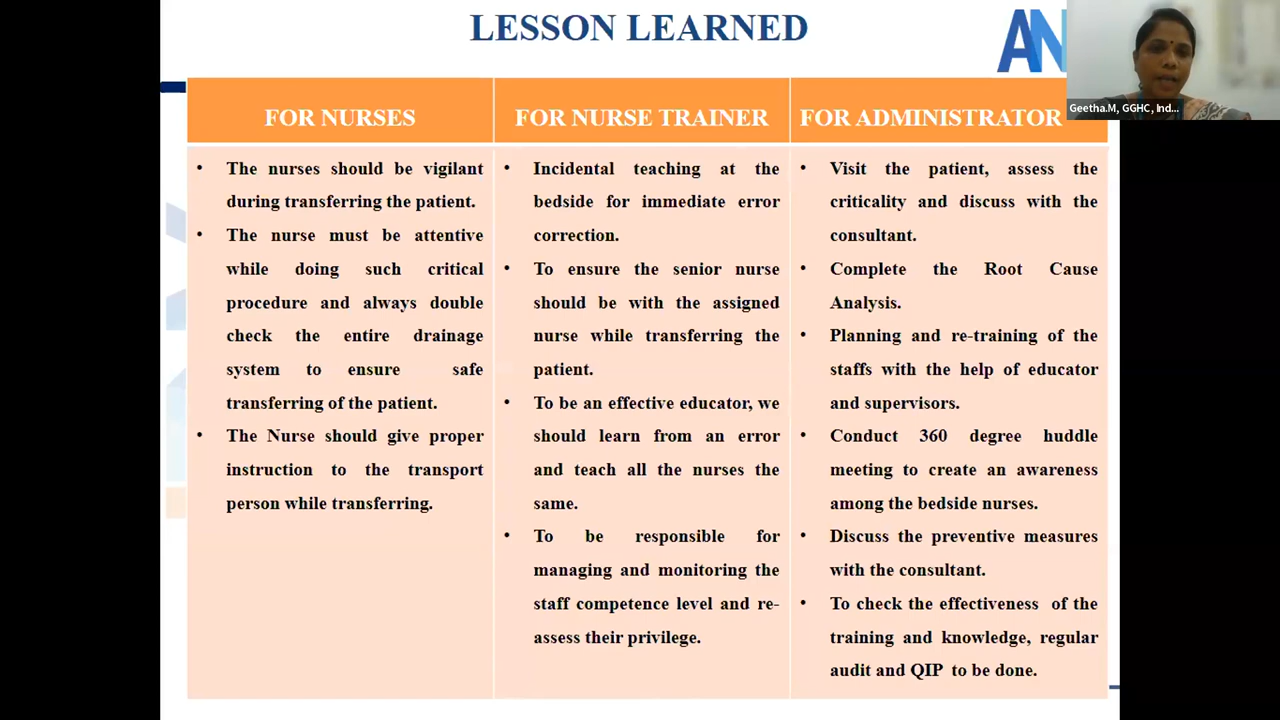 LESSON LEARNED
AN
Geetha.M, GGHC, Ind...
FOR NURSES
FOR NURSE TRAINER
FOR ADMINISTRATOR
• The nurses should be vigilant
during transferring the patient.
• The nurse must be attentive
while doing such critical
procedure and always double
check the entire drainage
system to ensure safe
transferring of the patient.
• The Nurse should give proper
instruction to the transport
person while transferring.
• Incidental teaching at the
bedside for immediate error
correction.
• To ensure the senior nurse
should be with the assigned
nurse while transferring the
patient.
• To be an effective educator, we
should learn from an error
and teach all the nurses the
same.
• To be responsible for
managing and monitoring the
staff competence level and re-
assess their privilege.
• Visit the patient, assess the
criticality and discuss with the
consultant.
• Complete the Root Cause
Analysis.
• Planning and re-training of the
staffs with the help of educator
and supervisors.
• Conduct 360 degree huddle
meeting to create an awareness
among the bedside nurses.
• Discuss the preventive measures
with the consultant.
• To check the effectiveness of the
training and knowledge, regular
audit and QIP to be done.